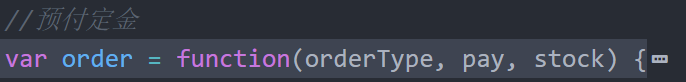 //预付定金
var order = function(orderType, pay, stock) {…